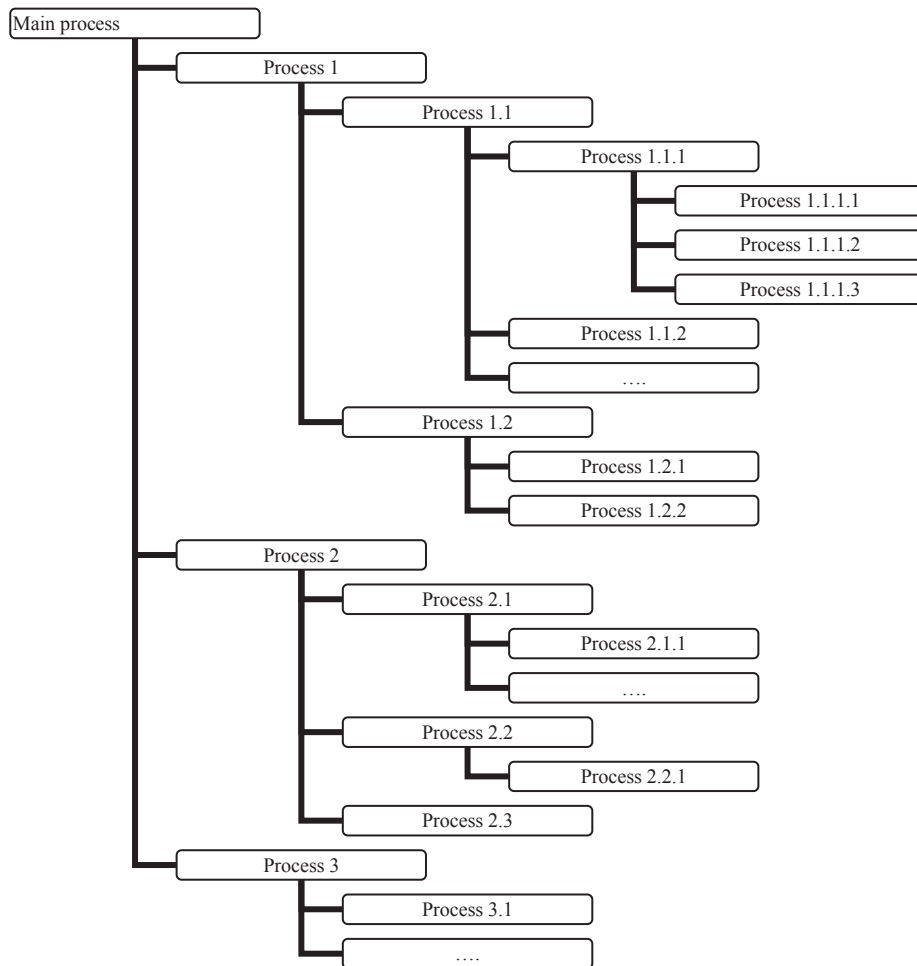 Main process
Process 1
Process 1.1
Process 1.1.1
Process 1.1.1.1
Process 1.1.1.2
Process 1.1.1.3
Process 1.1.2
….
Process 1.2
Process 1.2.1
Process 1.2.2
Process 2
Process 2.1
Process 2.1.1
….
Process 2.2
Process 2.2.1
Process 2.3
Process 3
Process 3.1
….